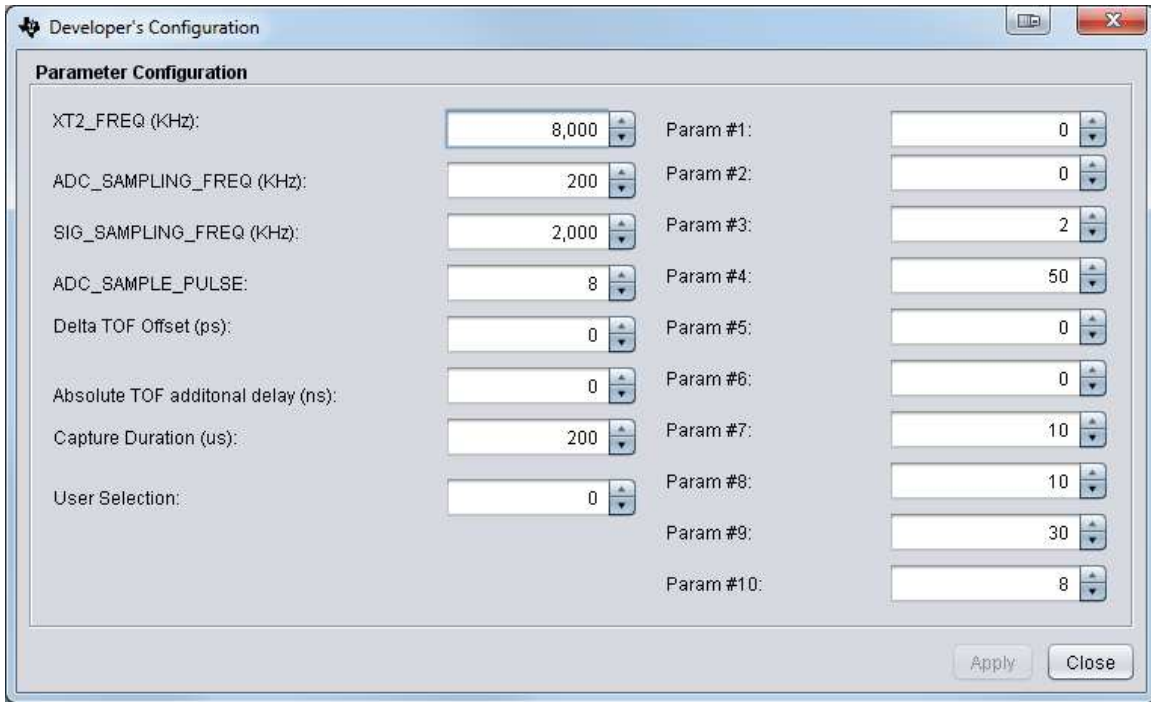 Developer's Configuration
Parameter Configuration
XT2_FREQ (KHz): 8,000
Param #1: 0
ADC_SAMPLING_FREQ (KHz): 200
Param #2: 0
SIG_SAMPLING_FREQ (KHz): 2,000
Param #3: 2
ADC_SAMPLE_PULSE: 8
Param #4: 50
Delta TOF Offset (ps): 0
Param #5: 0
Absolute TOF additonal delay (ns): 0
Param #6: 0
Capture Duration (us): 200
Param #7: 10
User Selection: 0
Param #8: 10
Param #9: 30
Param #10: 8
Apply Close